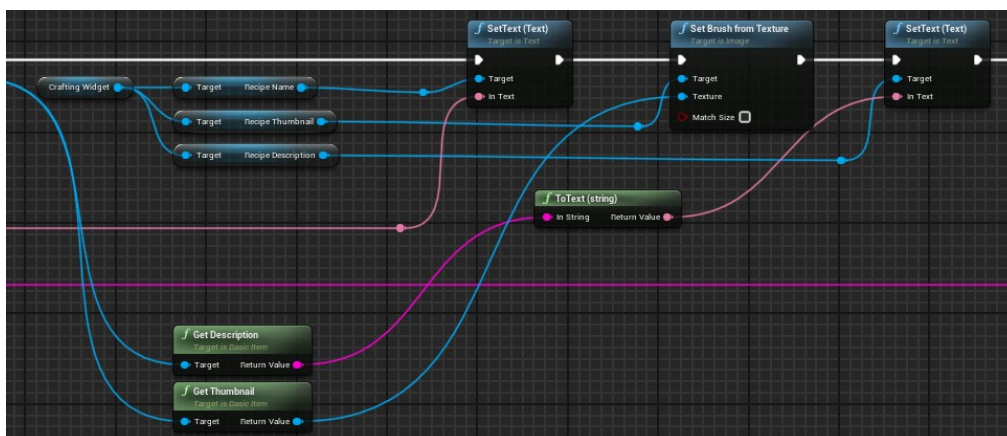 SetText (Text)
Target is Text
Target
In Text
Set Brush from Texture
Target is Image
Target
Texture
Match Size
SetText (Text)
Target is Text
Target
In Text
Crafting Widget
Target Recipe Name
Target Recipe Thumbnail
Target Recipe Description
ToText (string)
In String Return Value
Get Description
Target is Basic Item
Target Return Value
Get Thumbnail
Target is Basic Item
Target Return Value